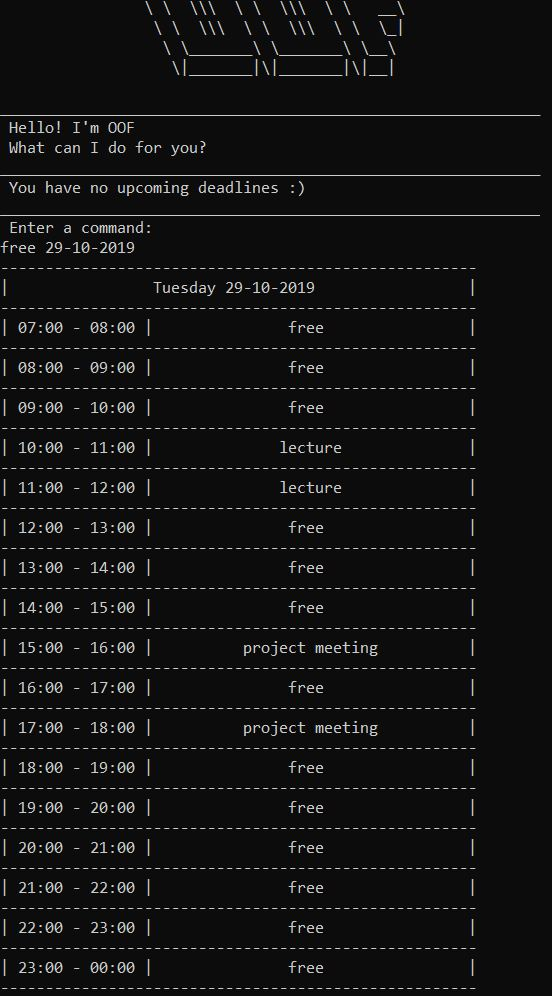 Hello! I'm OOF
What can I do for you?
You have no upcoming deadlines :)
Enter a command:
free 29-10-2019
| Tuesday 29-10-2019 |
| 07:00 - 08:00 | free |
| 08:00 - 09:00 | free |
| 09:00 - 10:00 | free |
| 10:00 - 11:00 | lecture |
| 11:00 - 12:00 | lecture |
| 12:00 - 13:00 | free |
| 13:00 - 14:00 | free |
| 14:00 - 15:00 | free |
| 15:00 - 16:00 | project meeting |
| 16:00 - 17:00 | free |
| 17:00 - 18:00 | project meeting |
| 18:00 - 19:00 | free |
| 19:00 - 20:00 | free |
| 20:00 - 21:00 | free |
| 21:00 - 22:00 | free |
| 22:00 - 23:00 | free |
| 23:00 - 00:00 | free |